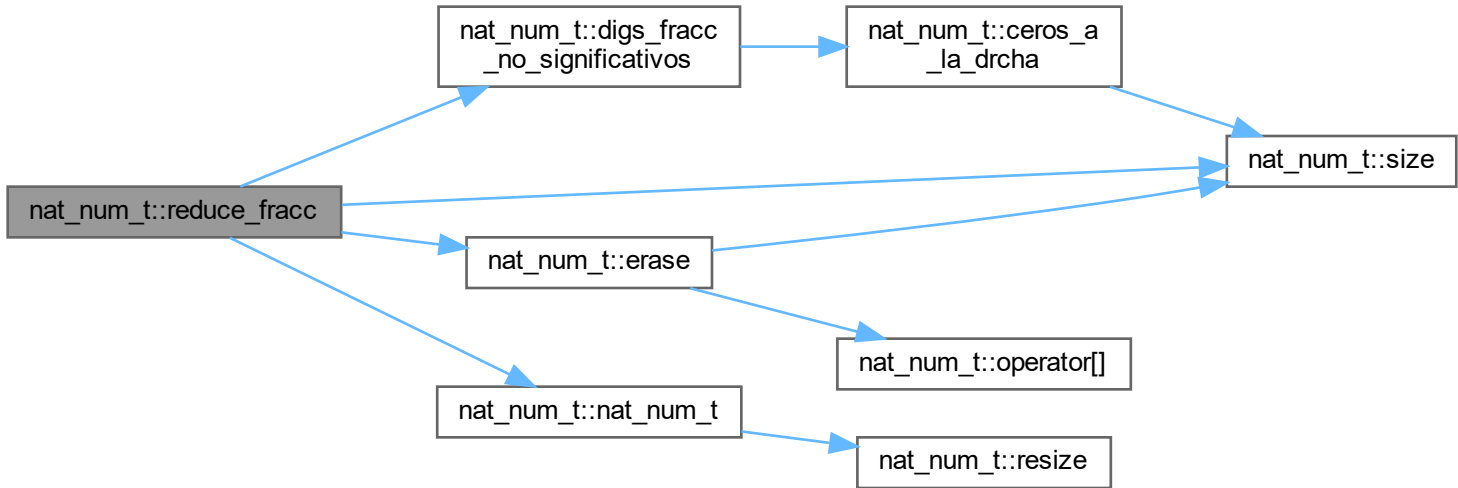 nat_num_t::digs_fracc
_no_significativos
nat_num_t::ceros_a
_la_drcha
nat_num_t::size
nat_num_t::reduce_fracc
nat_num_t::erase
nat_num_t::operator[]
nat_num_t::nat_num_t
nat_num_t::resize